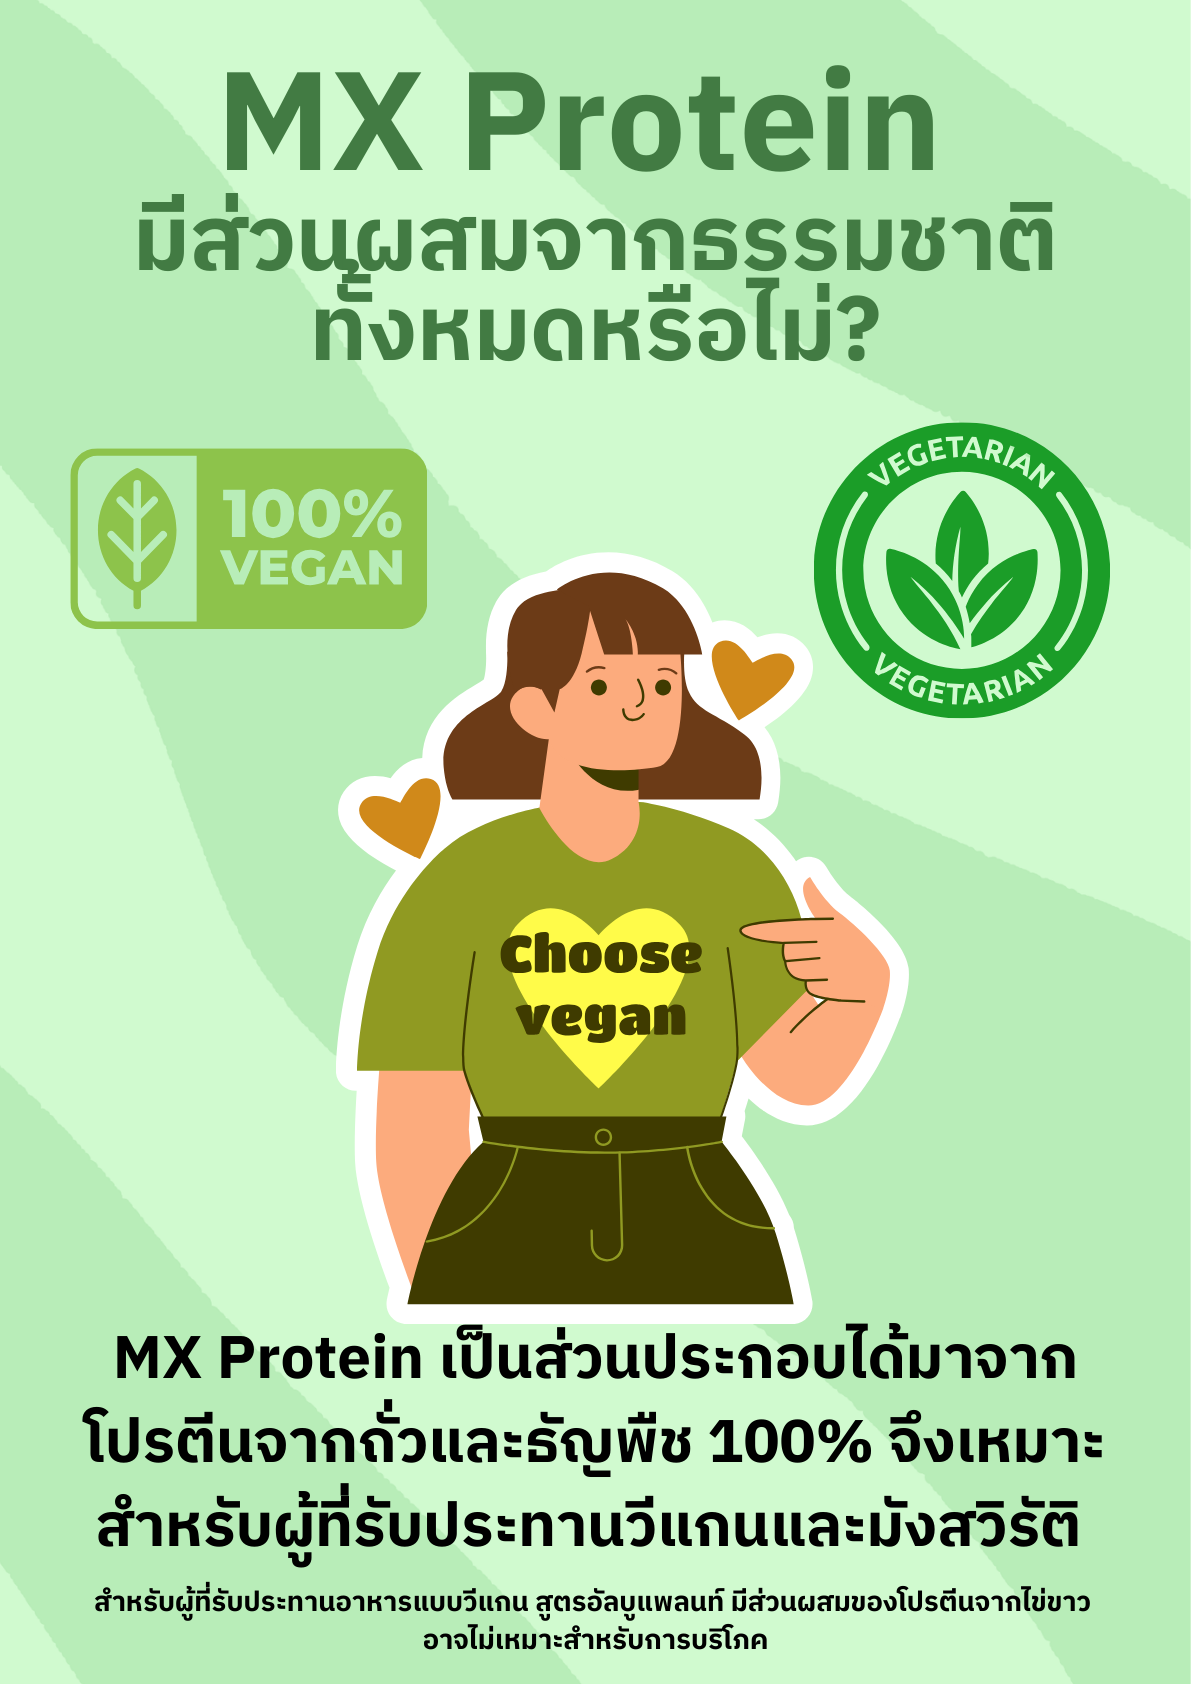 MX Protein
มีส่วนผสมจากธรรมชาติ
ทั้งหมดหรือไม่?
100%
VEGAN
VEGETARIAN
VEGETARIAN
Choose
vegan
MX Protein เป็นส่วนประกอบได้มาจาก
โปรตีนจากถั่วและธัญพืช 100% จึงเหมาะ
สำหรับผู้ที่รับประทานวีแกนและมังสวิรัติ
สำหรับผู้ที่รับประทานอาหารแบบวีแกน สูตรอัลบูแพลนท์ มีส่วนผสมของโปรตีนจากไข่ขาว
อาจไม่เหมาะสำหรับการบริโภค